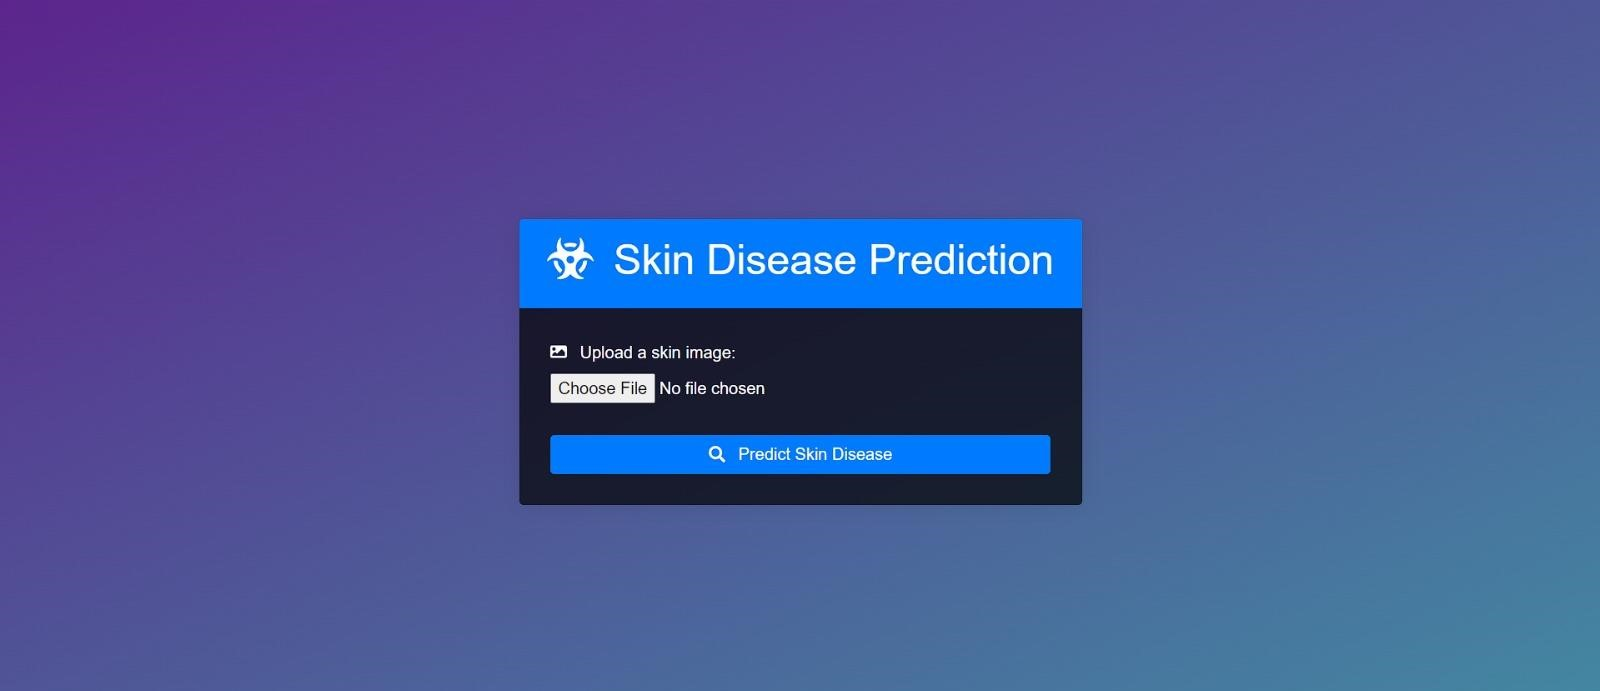 Skin Disease Prediction
Upload a skin image:
Choose File No file chosen
Predict Skin Disease